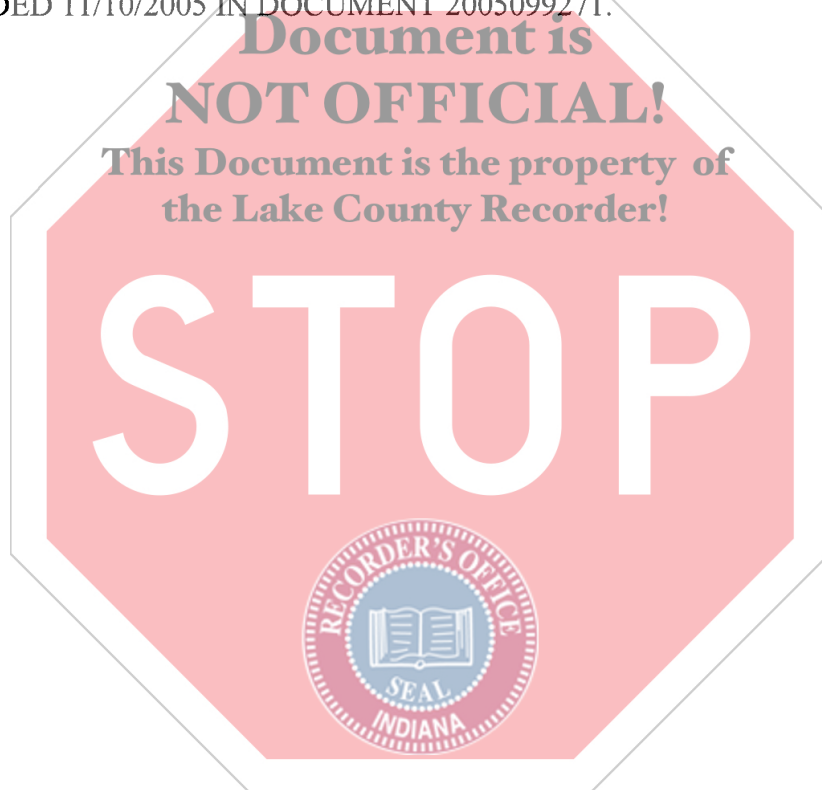 DED 11/10/2005 IN DOCUMENT 2005099271.
Document is
NOT OFFICIAL!
This Document is the property of
the Lake County Recorder!
STOP
RECORDER'S OFFICE
SEAL
INDIANA